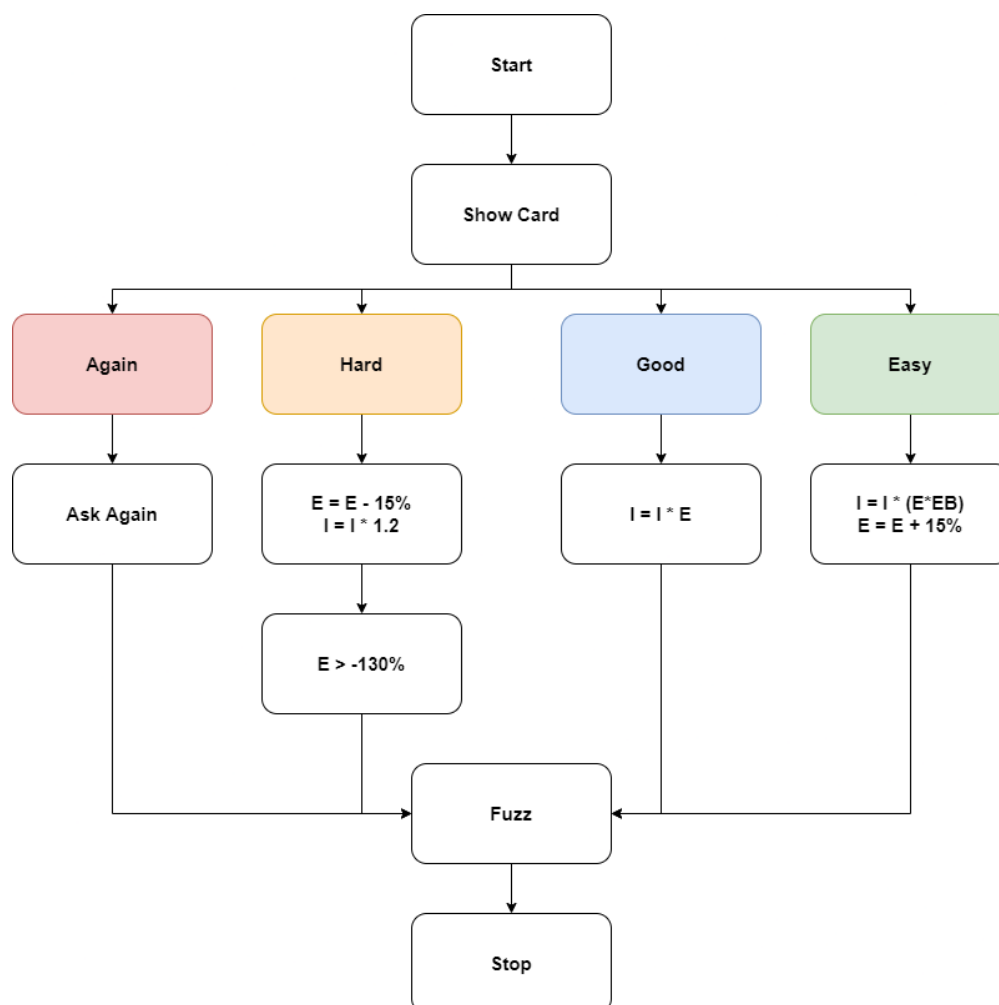 Start
Show Card
Again
Hard
Good
Easy
Ask Again
E = E - 15%
I = I * 1.2
I = I * E
I = I * (E*EB)
E = E + 15%
E > -130%
Fuzz
Stop